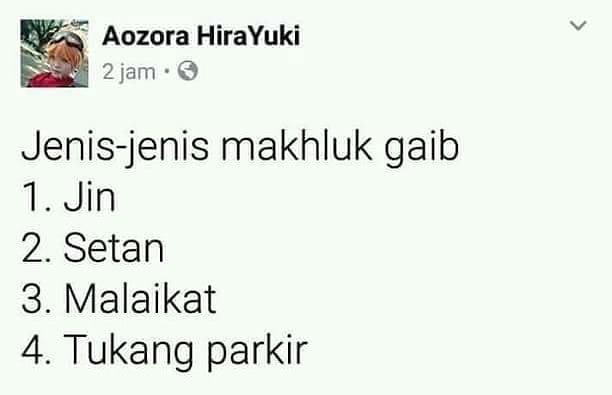 Aozora HiraYuki
2 jam
Jenis-jenis makhluk gaib
1. Jin
2. Setan
3. Malaikat
4. Tukang parkir